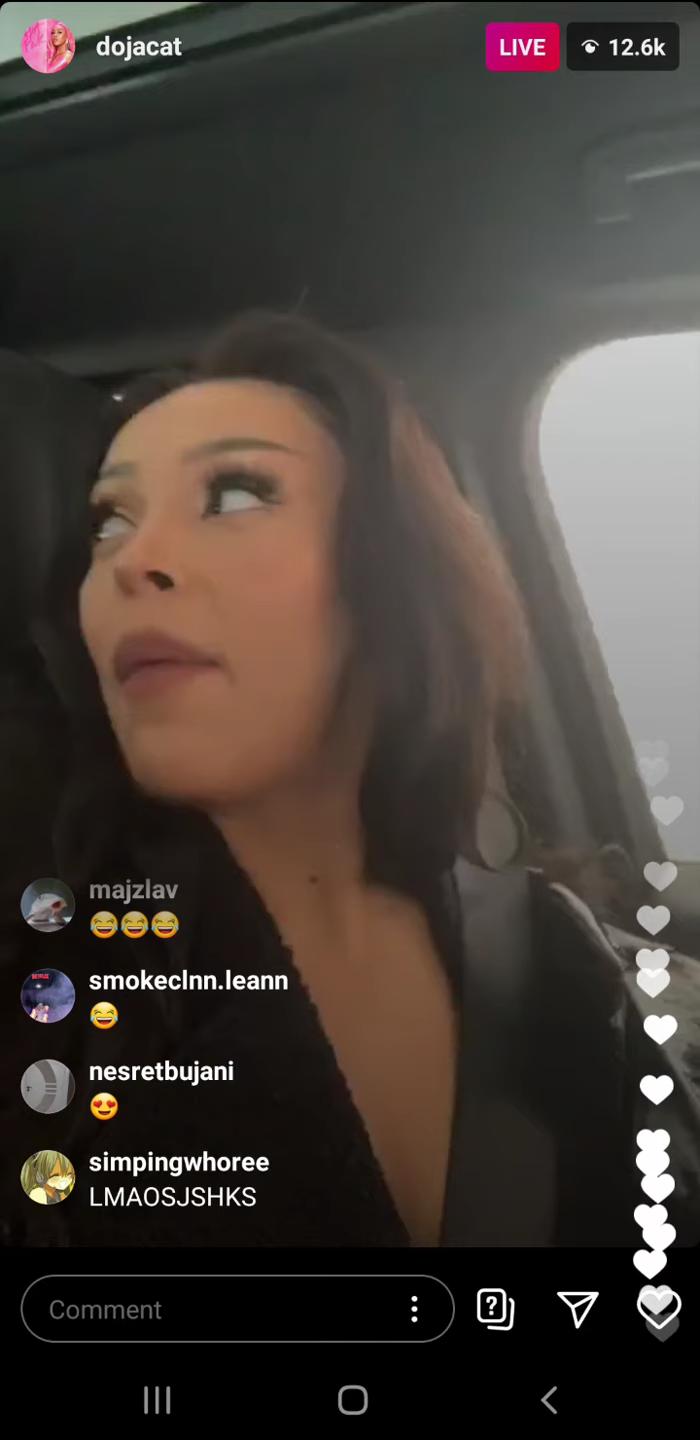 dojacat
LIVE
12.6k
majzlav
😂😂😂
smokeclnn.leann
😂
nesretbujani
😍
simpingwhoree
LMAOSJSHKS
Comment